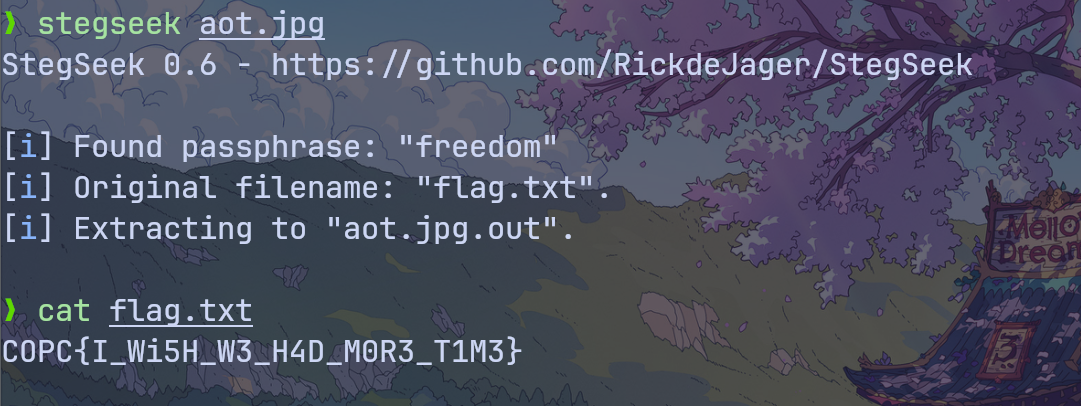 ❱ stegseek aot.jpg
StegSeek 0.6 - https://github.com/RickdeJager/StegSeek
[i] Found passphrase: "freedom"
[i] Original filename: "flag.txt".
[i] Extracting to "aot.jpg.out".
❱ cat flag.txt
COPC{I_Wi5H_W3_H4D_M0R3_T1M3}
Mello
Dream
3